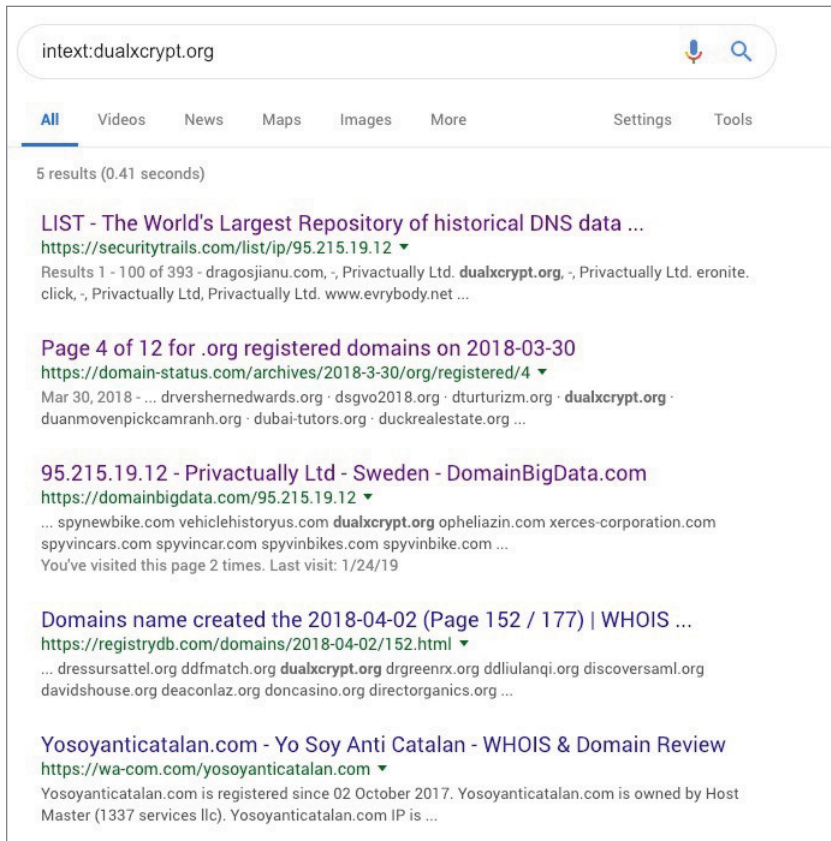 intext:dualxcrypt.org
All Videos News Maps Images More Settings Tools
5 results (0.41 seconds)
LIST - The World's Largest Repository of historical DNS data ...
https://securitytrails.com/list/ip/95.215.19.12
Results 1 - 100 of 393 - dragosjianu.com, -, Privactually Ltd. dualxcrypt.org, -, Privactually Ltd. eronite.
click, -, Privactually Ltd, Privactually Ltd. www.evrybody.net ...
Page 4 of 12 for .org registered domains on 2018-03-30
https://domain-status.com/archives/2018-3-30/org/registered/4
Mar 30, 2018 - ... drvershernedwards.org · dsgvo2018.org · dturturizm.org · dualxcrypt.org ·
duanmovenpickcamranh.org · dubai-tutors.org · duckrealestate.org ...
95.215.19.12 - Privactually Ltd - Sweden - DomainBigData.com
https://domainbigdata.com/95.215.19.12
... spynewbike.com vehiclehistoryus.com dualxcrypt.org opheliazin.com xerces-corporation.com
spyvincars.com spyvincar.com spyvinbikes.com spyvinbike.com ...
You've visited this page 2 times. Last visit: 1/24/19
Domains name created the 2018-04-02 (Page 152 / 177) | WHOIS ...
https://registrydb.com/domains/2018-04-02/152.html
... dressursattel.org ddfmatch.org dualxcrypt.org drgreenrx.org ddliulanqi.org discoversaml.org
davidshouse.org deaconlaz.org doncasino.org directorganics.org ...
Yosoyanticatalan.com - Yo Soy Anti Catalan - WHOIS & Domain Review
https://wa-com.com/yosoyanticatalan.com
Yosoyanticatalan.com is registered since 02 October 2017. Yosoyanticatalan.com is owned by Host
Master (1337 services llc). Yosoyanticatalan.com IP is ...